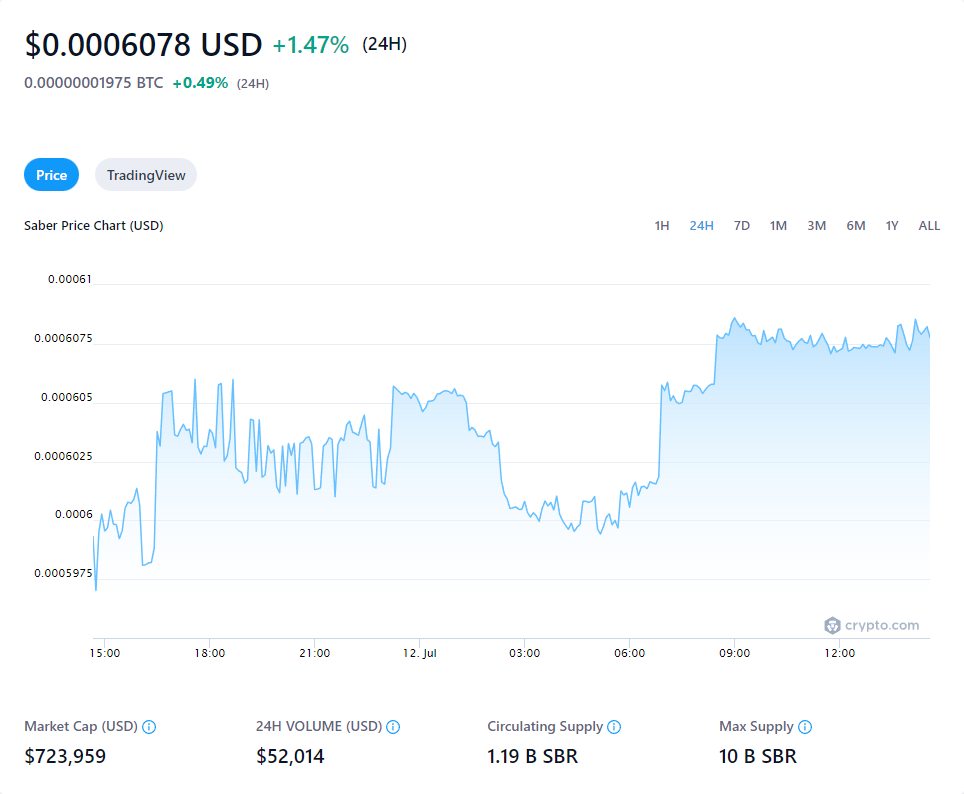 $0.0006078 USD +1.47% (24H)
0.00000001975 BTC +0.49% (24H)
Price TradingView
Saber Price Chart (USD) 1H 24H 7D 1M 3M 6M 1Y ALL
0.00061
0.0006075
0.000605
0.0006025
0.0006
0.0005975
crypto.com
15:00 18:00 21:00 12. Jul 03:00 06:00 09:00 12:00
Market Cap (USD) 24H VOLUME (USD) Circulating Supply Max Supply
$723,959 $52,014 1.19 B SBR 10 B SBR